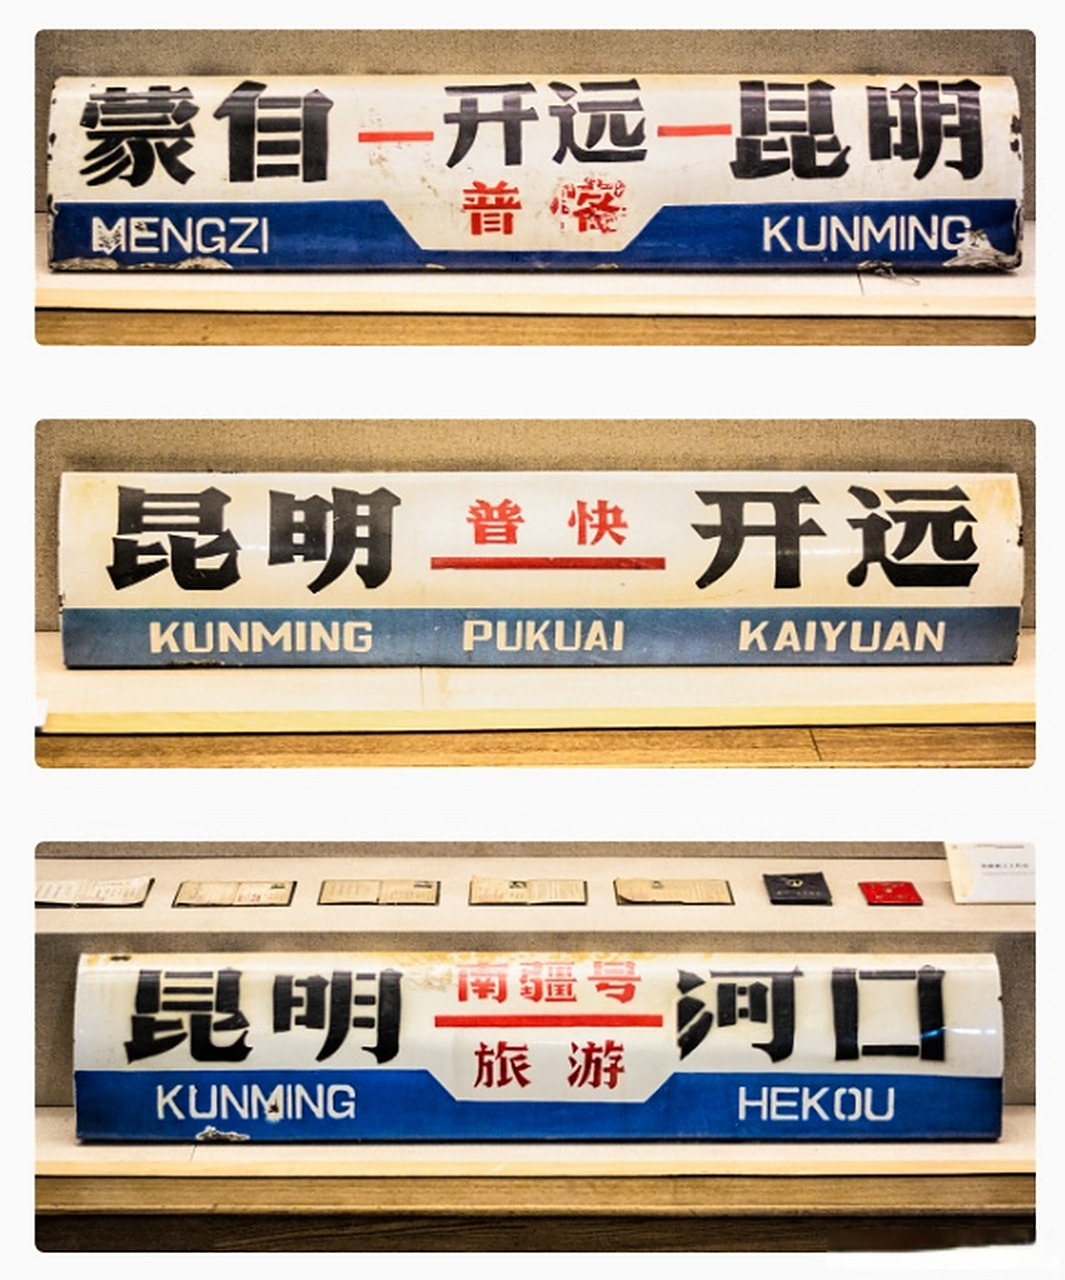 蒙自—开远—昆明
普客
MENGZI KUNMING
昆明 普快 开远
KUNMING PUKUAI KAIYUAN
昆明 南疆号 河口
旅游
KUNMING HEKOU